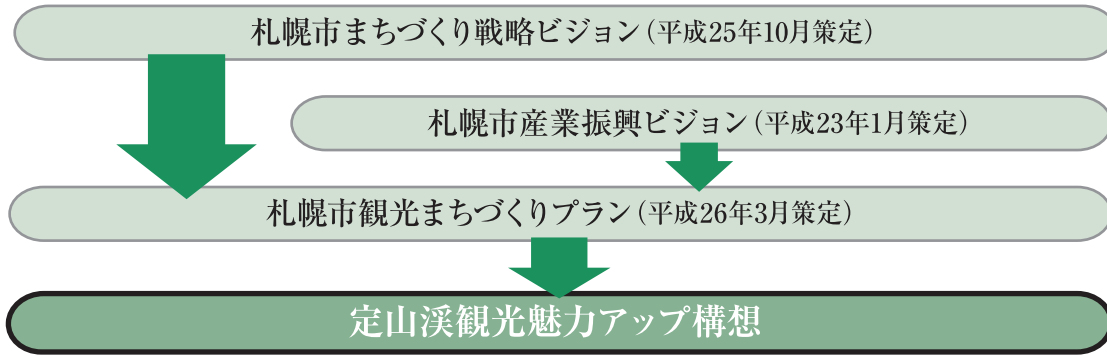 札幌市まちづくり戦略ビジョン（平成25年10月策定）
札幌市産業振興ビジョン（平成23年1月策定）
札幌市観光まちづくりプラン（平成26年3月策定）
定山渓観光魅力アップ構想